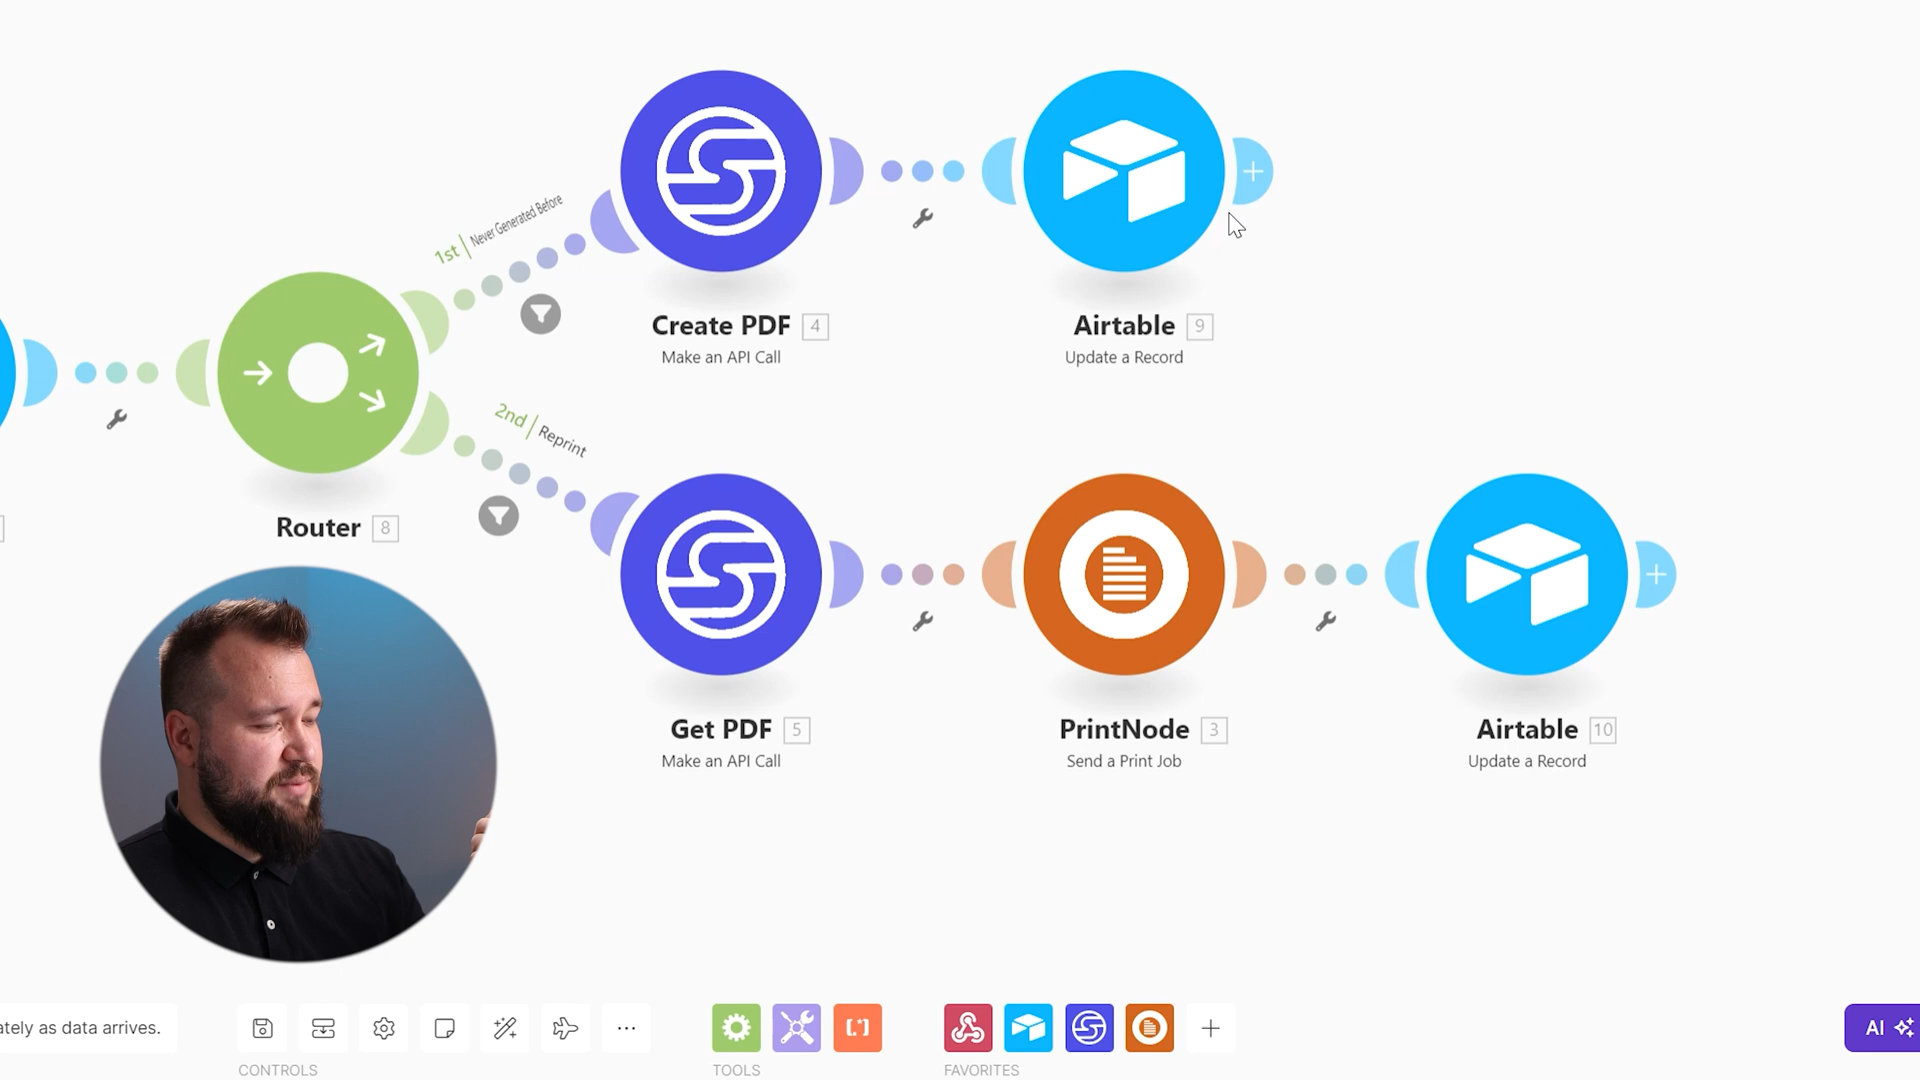 1st | Never Generated Before
Create PDF 4
Make an API Call
Airtable 9
Update a Record
2nd | Reprint
Router 8
Get PDF 5
Make an API Call
PrintNode 3
Send a Print Job
Airtable 10
Update a Record
ately as data arrives.
[.*]
AI
CONTROLS
TOOLS
FAVORITES